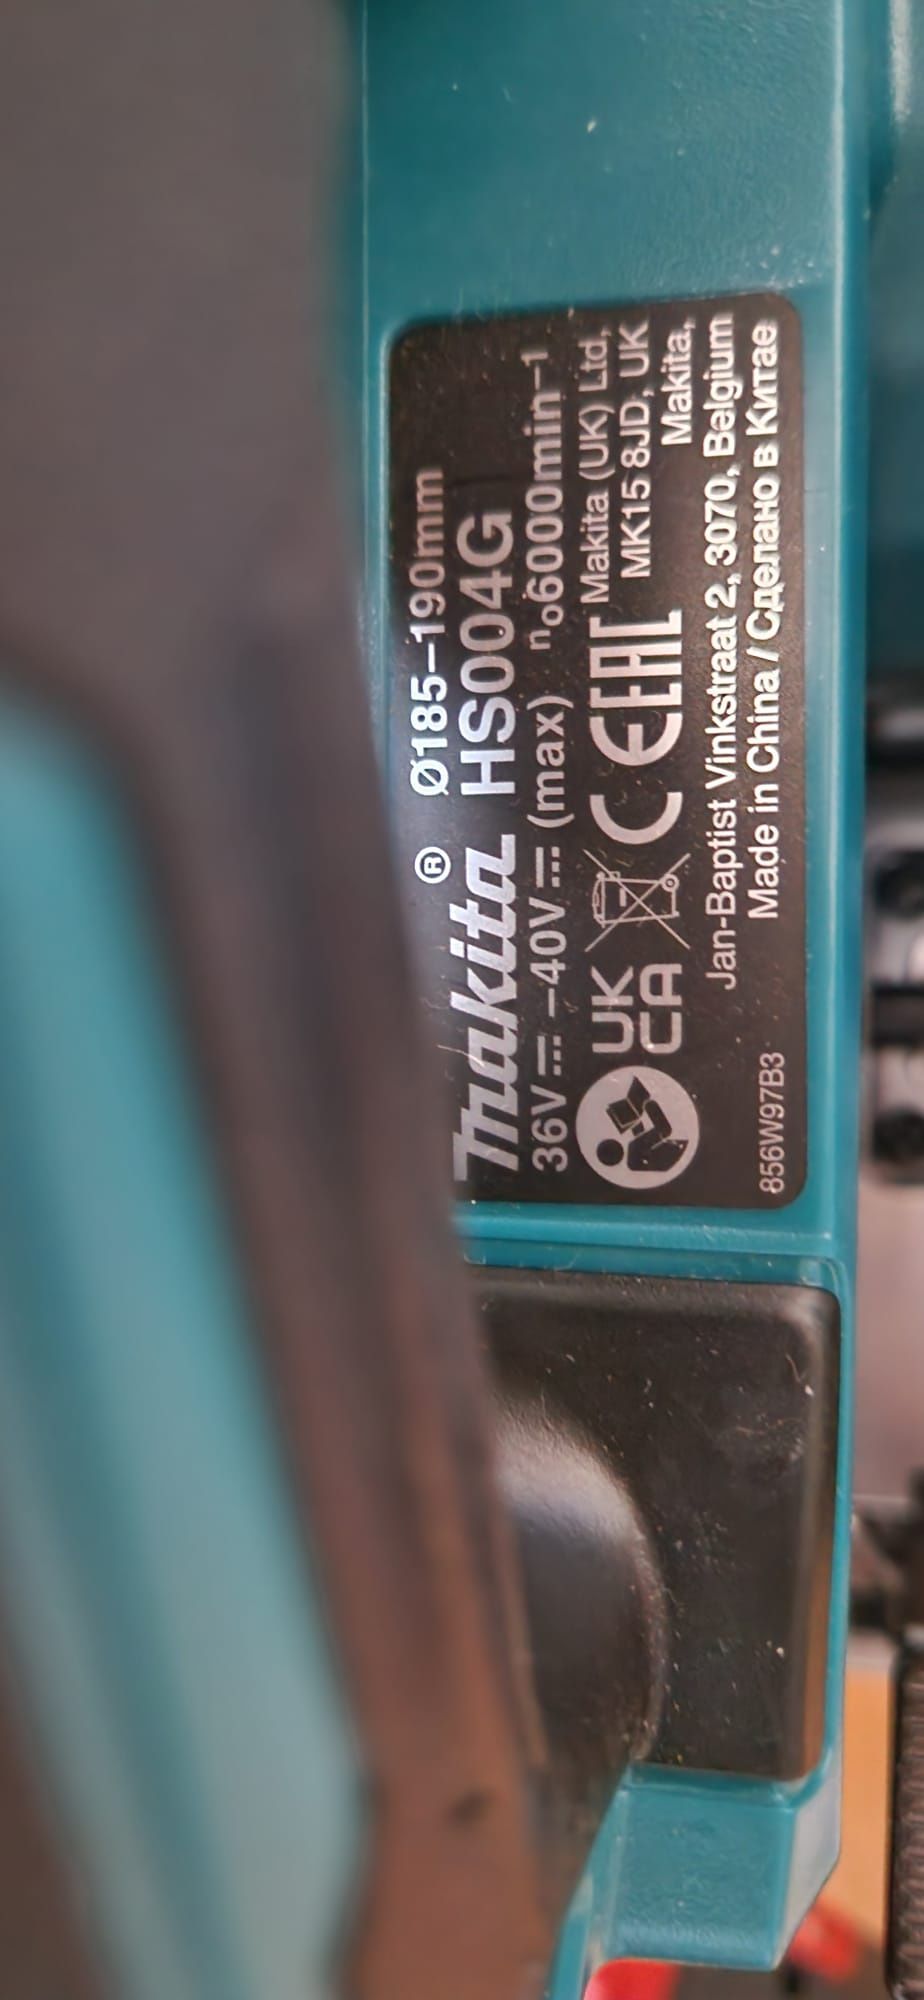 ® Ø185–190mm
makita HS004G
36V⎓ –40V⎓ (max) no6000min–1
UK CA CE EAC Makita (UK) Ltd,
MK15 8JD, UK
Makita,
Jan-Baptist Vinkstraat 2, 3070, Belgium
856W97B3 Made in China / Сделано в Китае